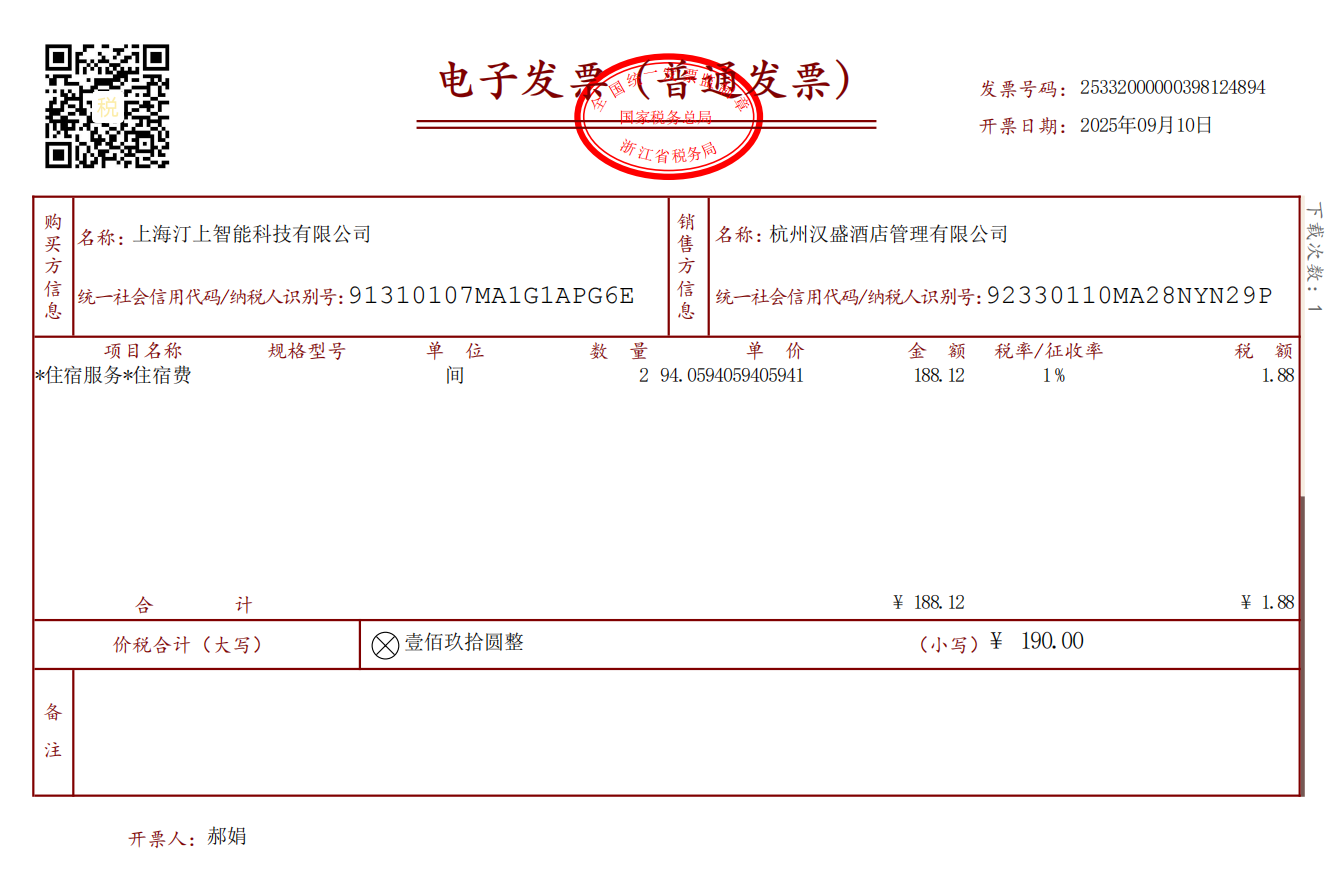 电子发票（普通发票）
全国统一发票监制章
国家税务总局
浙江省税务局
税
发票号码：25332000000398124894
开票日期：2025年09月10日
购买方信息
名称：上海汀上智能科技有限公司
统一社会信用代码/纳税人识别号：91310107MA1G1APG6E
销售方信息
名称：杭州汉盛酒店管理有限公司
统一社会信用代码/纳税人识别号：92330110MA28NYN29P
下载次数：1
项目名称 规格型号 单 位 数 量 单 价 金 额 税率/征收率 税 额
*住宿服务*住宿费 间 2 94.0594059405941 188.12 1% 1.88
合 计 ¥ 188.12 ¥ 1.88
价税合计（大写） 壹佰玖拾圆整 （小写）¥ 190.00
备注
开票人：郝娟